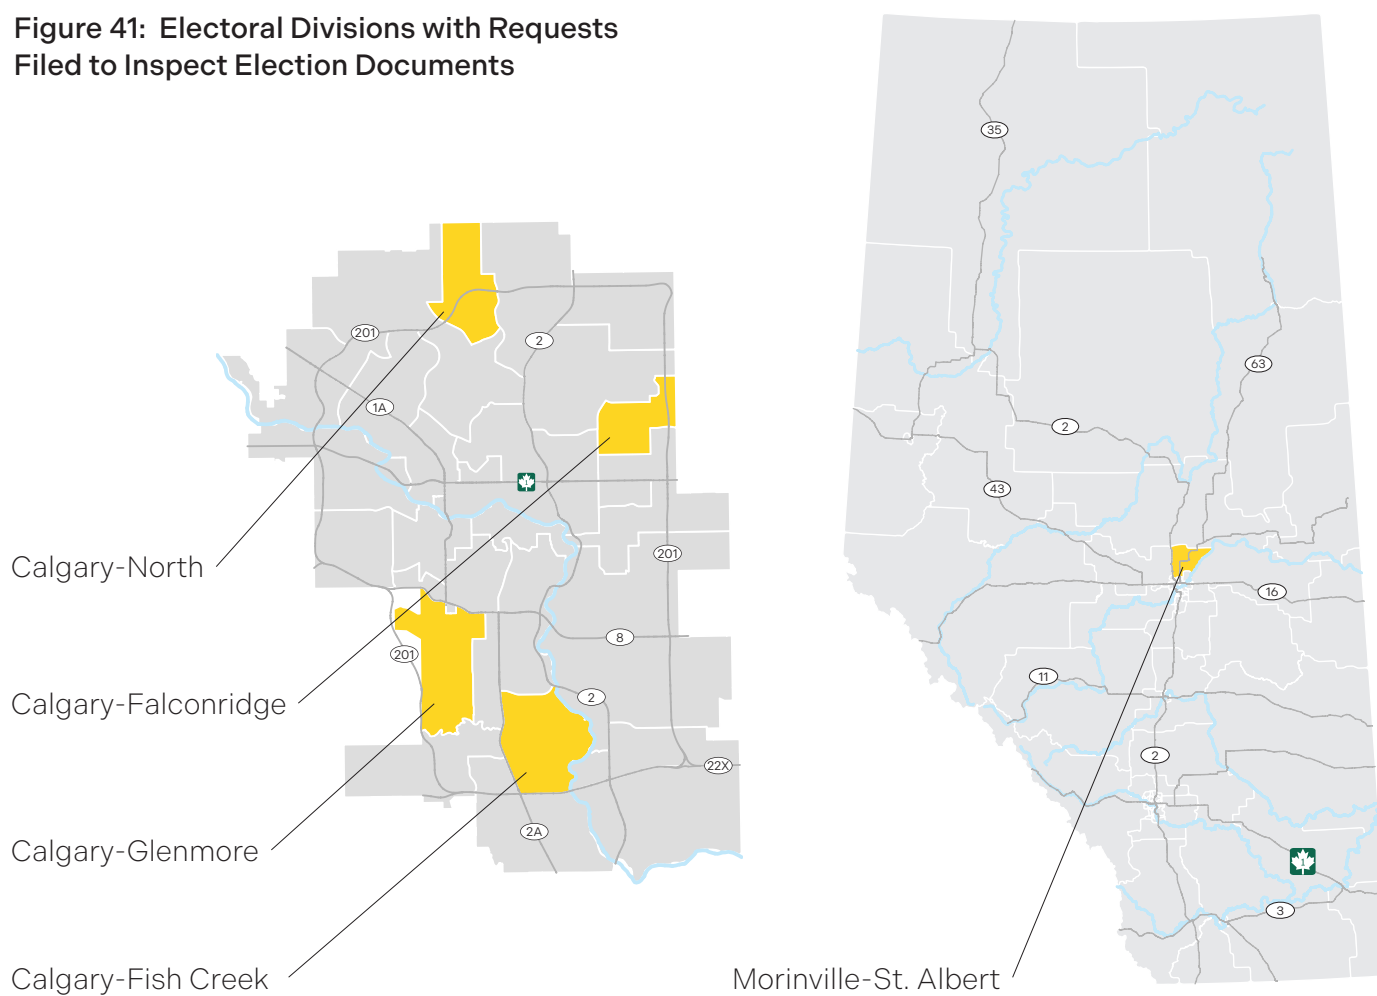 Figure 41: Electoral Divisions with Requests
Filed to Inspect Election Documents
35
201
2
63
1A
2
1
43
201
16
Calgary-North
8
201
11
2
Calgary-Falconridge
2
22X
2A
Calgary-Glenmore
1
3
Calgary-Fish Creek
Morinville-St. Albert